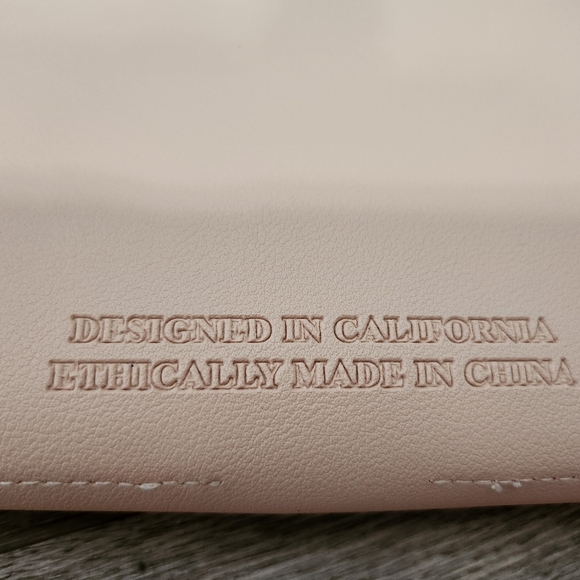 DESIGNED IN CALIFORNIA
ETHICALLY MADE IN CHINA